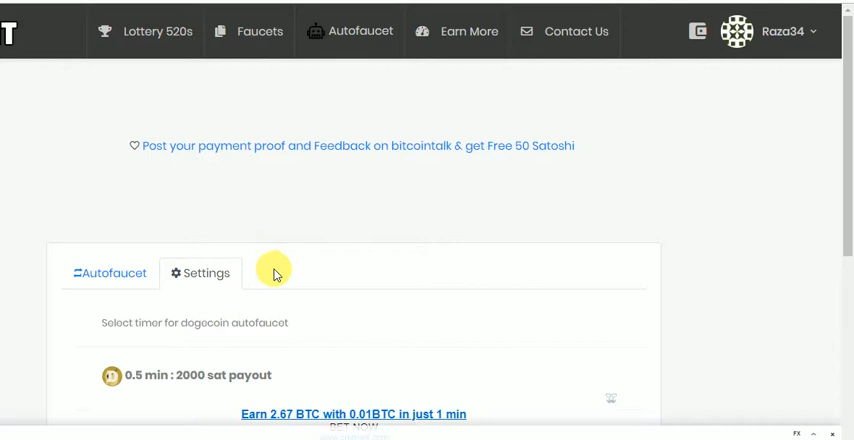 T Lottery 520s Faucets Autofaucet Earn More Contact Us Raza34
Post your payment proof and Feedback on bitcointalk & get Free 50 Satoshi
Autofaucet Settings
Select timer for dogecoin autofaucet
0.5 min : 2000 sat payout
Earn 2.67 BTC with 0.01BTC in just 1 min
BET NOW
FX